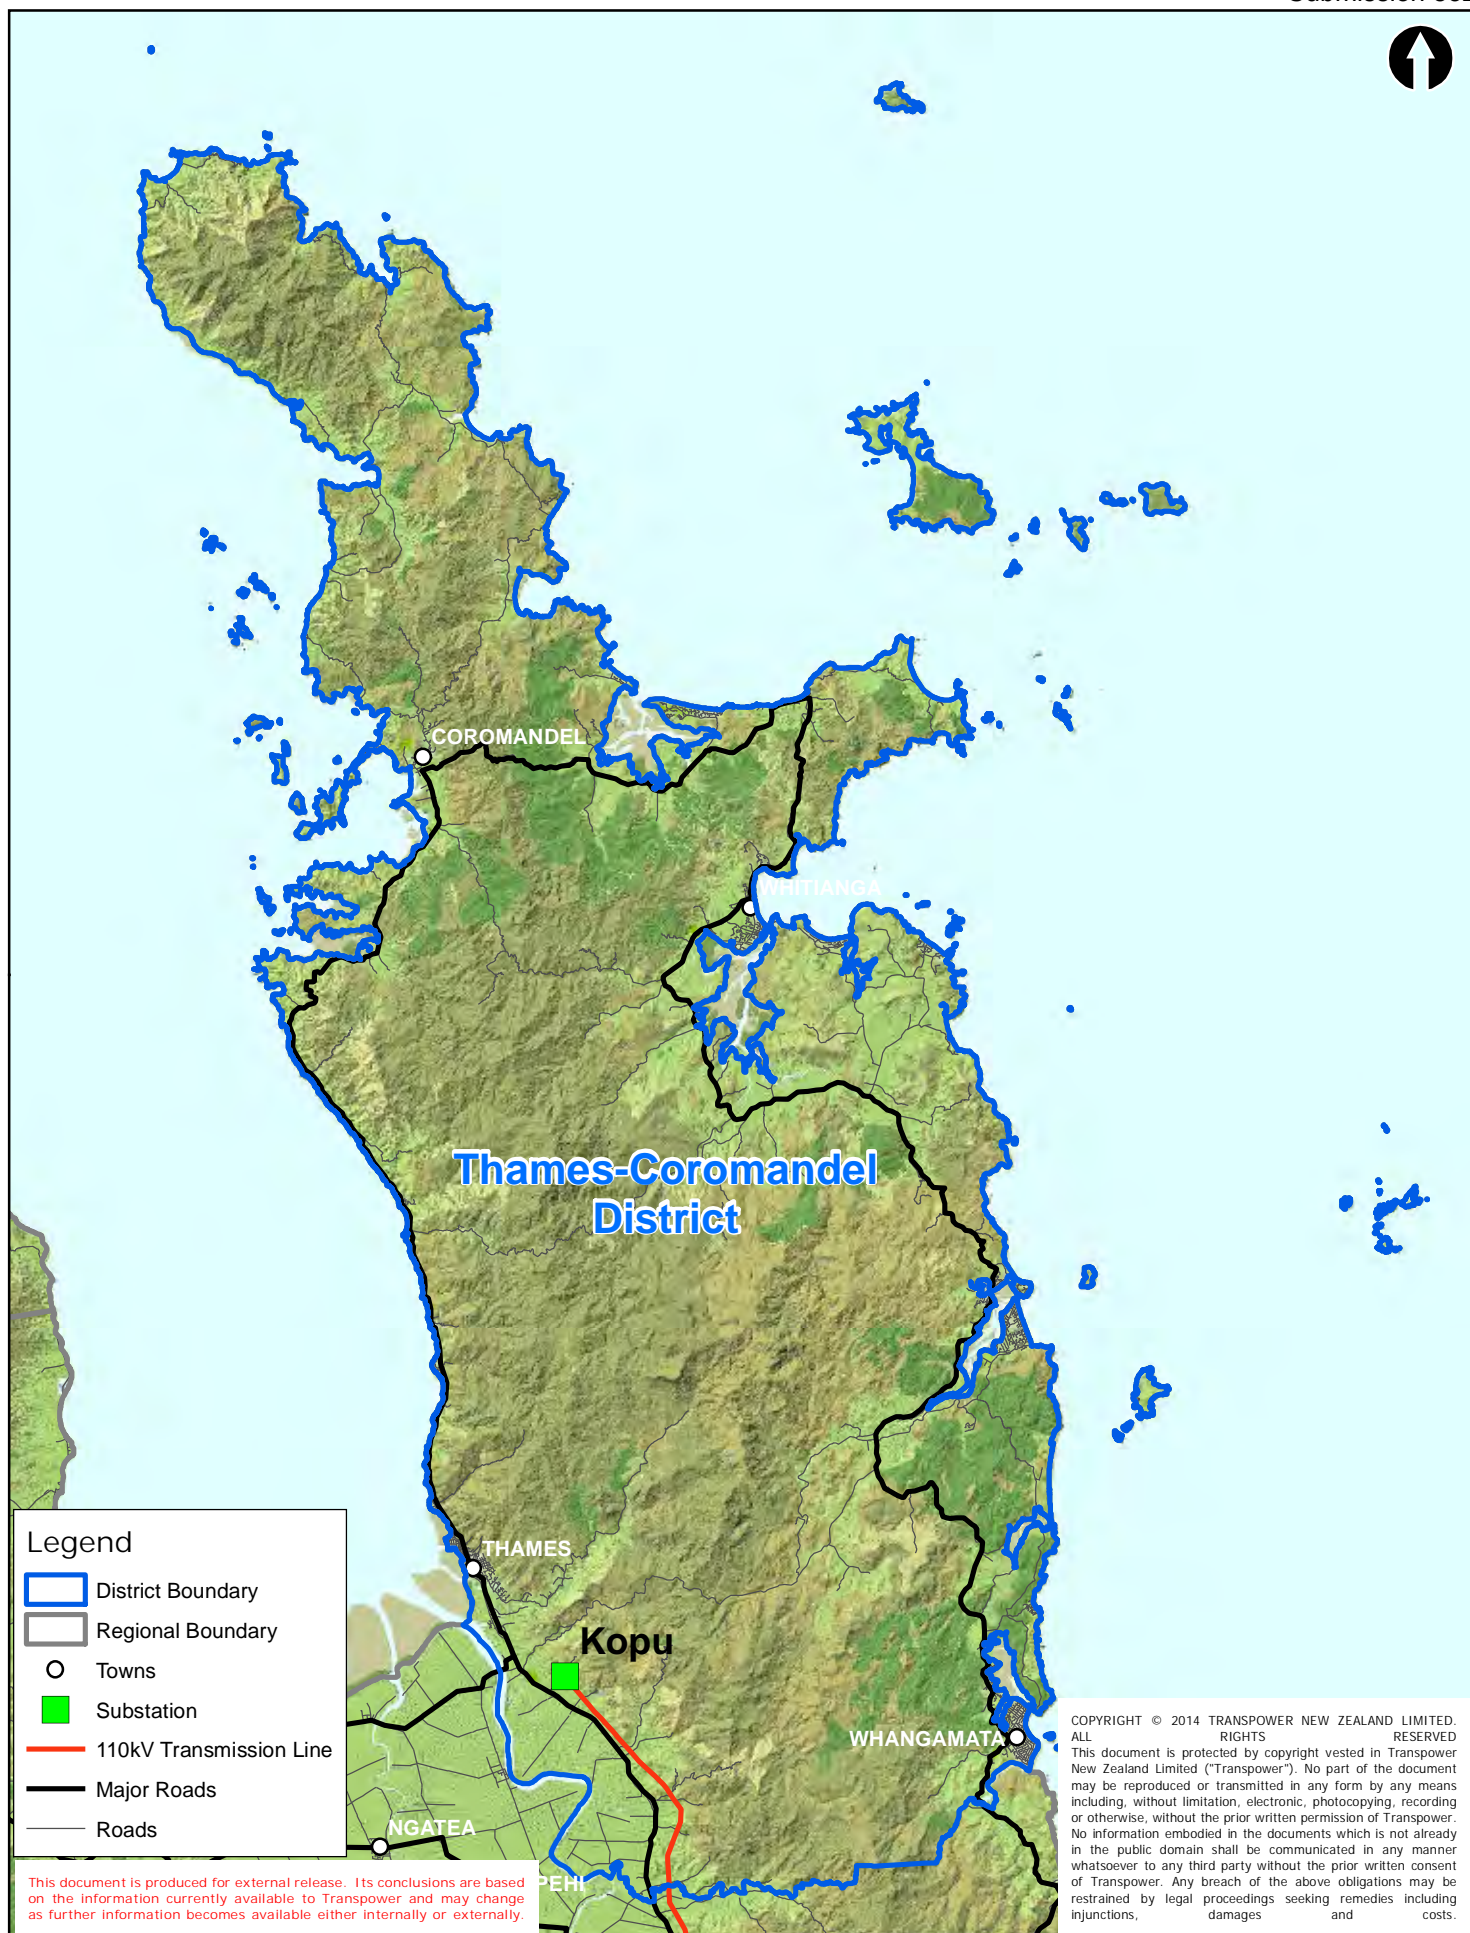 COROMANDEL
WHITIANGA
Thames-Coromandel
District
THAMES
Kopu
WHANGAMATA
NGATEA
Legend
District Boundary
Regional Boundary
Towns
Substation
110kV Transmission Line
Major Roads
Roads
This document is produced for external release. Its conclusions are based
on the information currently available to Transpower and may change
as further information becomes available either internally or externally.
COPYRIGHT © 2014 TRANSPOWER NEW ZEALAND LIMITED.
ALL RIGHTS RESERVED
This document is protected by copyright vested in Transpower
New Zealand Limited ("Transpower"). No part of the document
may be reproduced or transmitted in any form by any means
including, without limitation, electronic, photocopying, recording
or otherwise, without the prior written permission of Transpower.
No information embodied in the documents which is not already
in the public domain shall be communicated in any manner
whatsoever to any third party without the prior written consent
of Transpower. Any breach of the above obligations may be
restrained by legal proceedings seeking remedies including
injunctions, damages and costs.